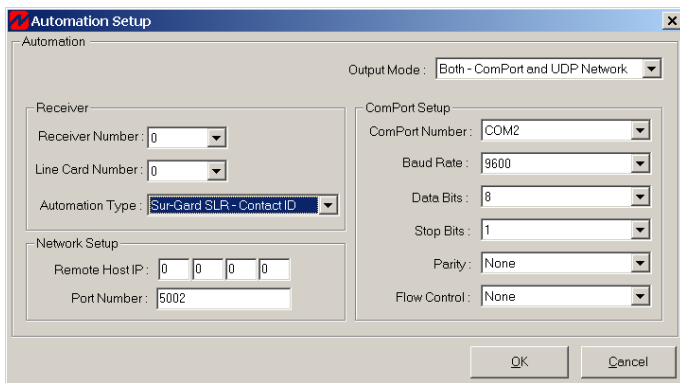 Automation Setup
Automation
Output Mode : Both - ComPort and UDP Network
Receiver
Receiver Number : 0
Line Card Number : 0
Automation Type : Sur-Gard SLR - Contact ID
Network Setup
Remote Host IP : 0 0 0 0
Port Number : 5002
ComPort Setup
ComPort Number : COM2
Baud Rate : 9600
Data Bits : 8
Stop Bits : 1
Parity : None
Flow Control : None
OK Cancel